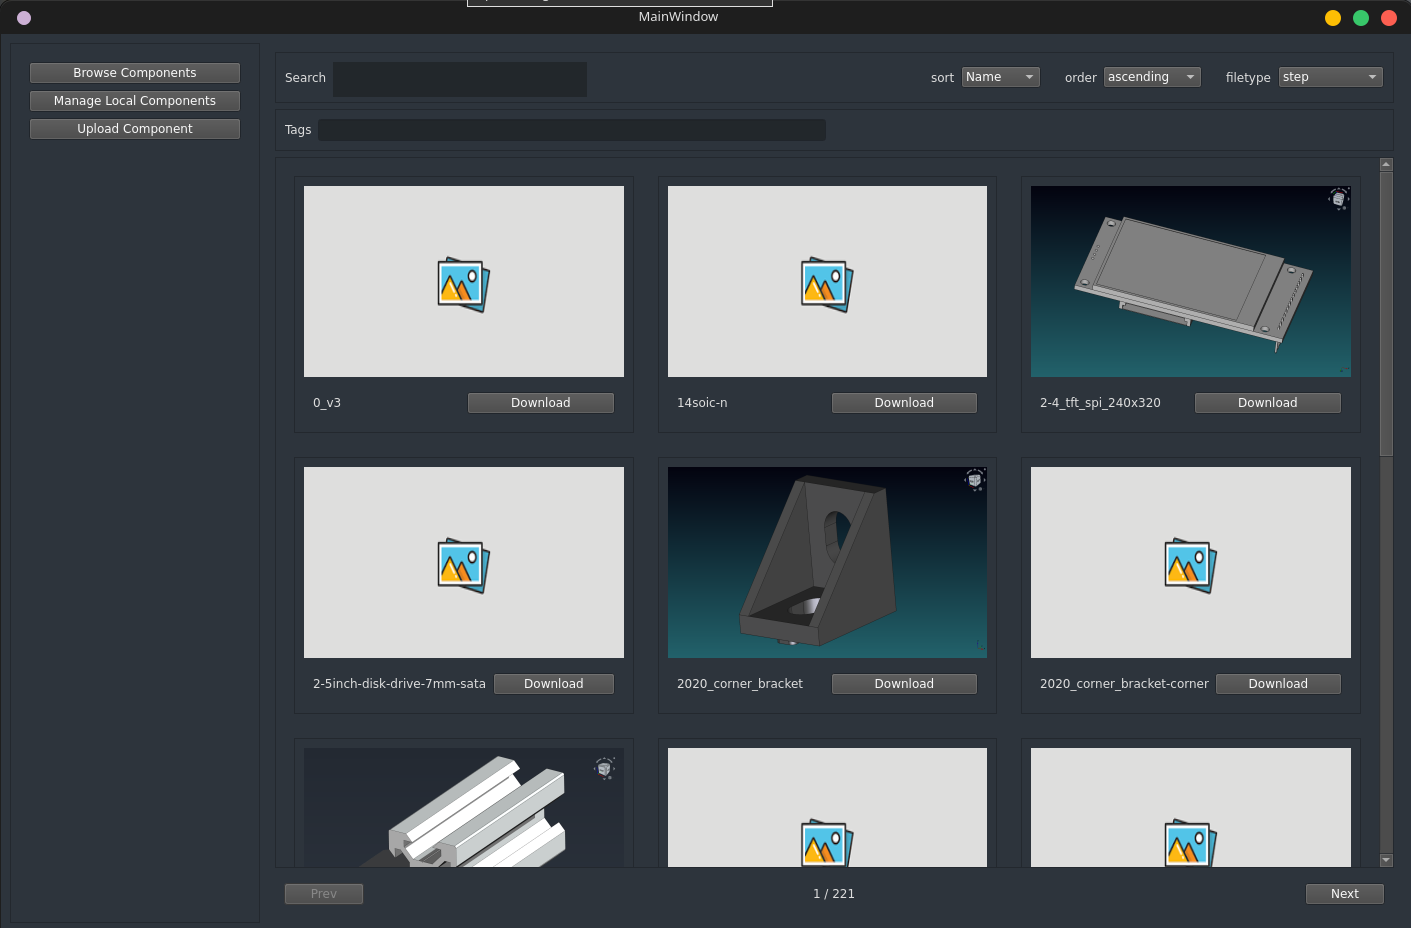 MainWindow
Browse Components
Manage Local Components
Upload Component
Search
sort Name order ascending filetype step
Tags
0_v3 Download
14soic-n Download
2-4_tft_spi_240x320 Download
2-5inch-disk-drive-7mm-sata Download
2020_corner_bracket Download
2020_corner_bracket-corner Download
Prev
1 / 221
Next